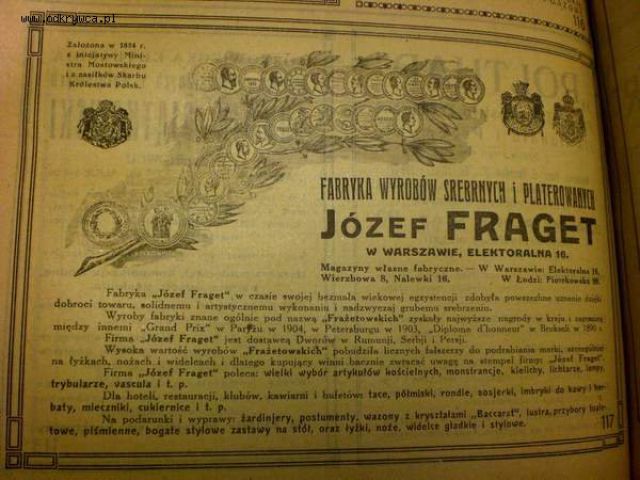 www.odkrywca.pl
116
Założona w 1824 r.
z inicjatywy Mini-
stra Mostowskiego
i z zasiłków Skarbu
Królestwa Polsk.
FABRYKA WYROBÓW SREBRNYCH i PLATEROWANYCH
JÓZEF FRAGET
W WARSZAWIE, ELEKTORALNA 16.
Magazyny własne fabryczne. — W Warszawie: Elektoralna 16,
Wierzbowa 8, Nalewki 16. W Łodzi: Piotrkowska
Fabryka „Józef Fraget" w czasie swojej bezmała wiekowej egzystencji zdobyła powszechne uznanie dzięki
dobroci towaru, solidnemu i artystycznemu wykonaniu i nadzwyczaj grubemu srebrzeniu.
Wyroby fabryki znane ogólnie pod nazwą „Frażetowskich" zyskały najwyższe nagrody w kraju i zagranicą
między innemi „Grand Prix" w Paryżu w 1904, w Petersburgu w 1903, „Diplome d'honneur" w Brukseli w 1890 r.
Firma „Józef Fraget" jest dostawcą Dworów w Rumunji, Serbji i Persji.
Wysoka wartość wyrobów „Frażetowskich" pobudziła licznych fałszerzy do podrabiania marki, szczególnie
na łyżkach, nożach i widelcach i dlatego kupujący winni bacznie zwracać uwagę na stempel firmy: „Józef Fraget".
Firma „Józef Fraget" poleca: wielki wybór artykułów kościelnych, monstrancje, kielichy, lichtarze, lampy,
trybularze, vascula i t. p.
Dla hoteli, restauracji, klubów, kawiarni i bufetów: tace, półmiski, rondle, sosjerki, imbryki do kawy i her-
baty, mleczniki, cukiernice i t. p.
Na podarunki i wyprawy: żardinjery, postumenty, wazony z kryształami „Baccarat", lustra, przybory toale-
towe, piśmienne, bogate stylowe zastawy na stół, oraz łyżki, noże, widelce gładkie i stylowe.
117